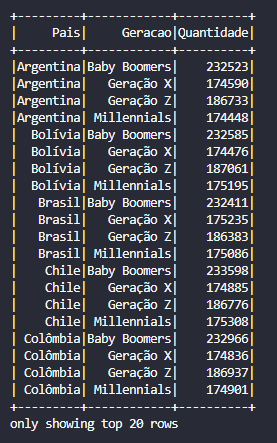 +---------+------------+----------+
|     Pais|     Geracao|Quantidade|
+---------+------------+----------+
|Argentina|Baby Boomers|    232523|
|Argentina|   Geração X|    174590|
|Argentina|   Geração Z|    186733|
|Argentina| Millennials|    174448|
|  Bolívia|Baby Boomers|    232585|
|  Bolívia|   Geração X|    174476|
|  Bolívia|   Geração Z|    187061|
|  Bolívia| Millennials|    175195|
|   Brasil|Baby Boomers|    232411|
|   Brasil|   Geração X|    175235|
|   Brasil|   Geração Z|    186383|
|   Brasil| Millennials|    175086|
|    Chile|Baby Boomers|    233598|
|    Chile|   Geração X|    174885|
|    Chile|   Geração Z|    186776|
|    Chile| Millennials|    175308|
| Colômbia|Baby Boomers|    232966|
| Colômbia|   Geração X|    174836|
| Colômbia|   Geração Z|    186937|
| Colômbia| Millennials|    174901|
+---------+------------+----------+
only showing top 20 rows